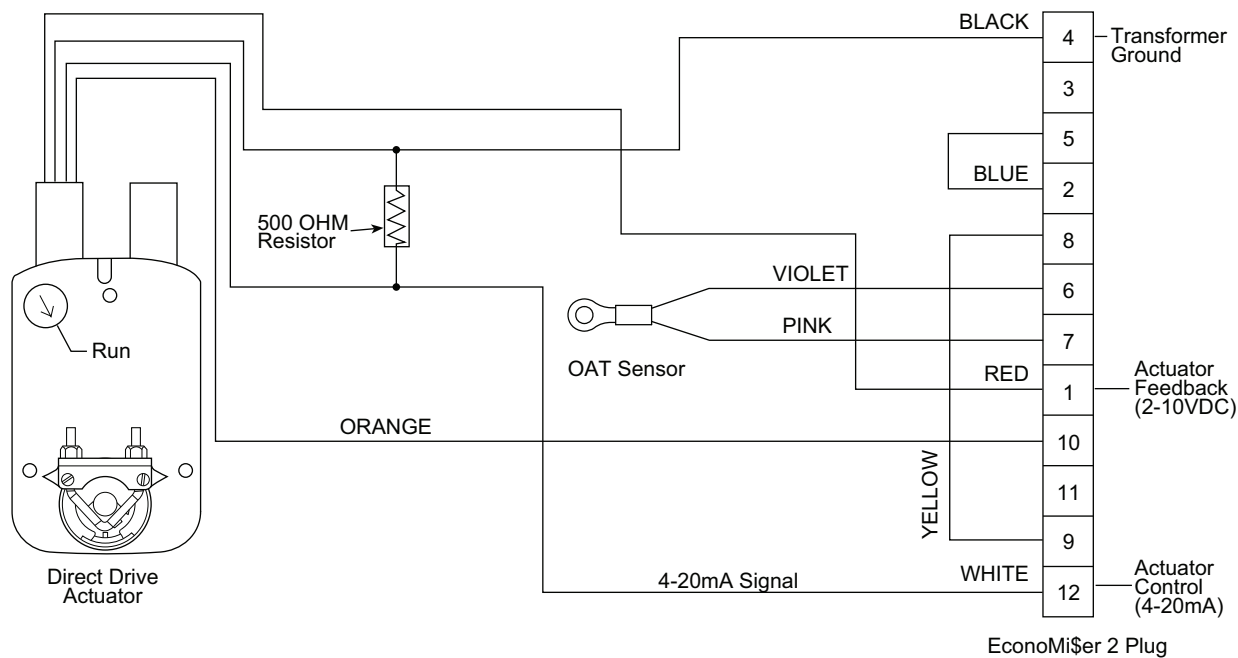 BLACK
4
Transformer
Ground
3
5
BLUE
2
500 OHM
Resistor
8
VIOLET
6
PINK
7
Run
OAT Sensor
RED
1
Actuator
Feedback
(2-10VDC)
ORANGE
10
YELLOW
11
9
Direct Drive
Actuator
4-20mA Signal
WHITE
12
Actuator
Control
(4-20mA)
EconoMi$er 2 Plug